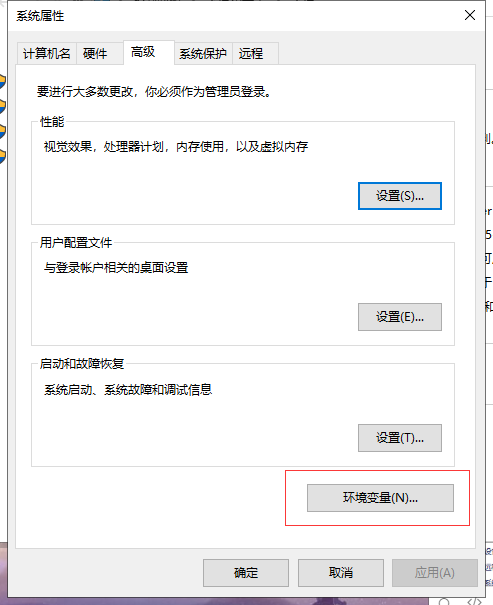 系统属性
计算机名 硬件 高级 系统保护 远程
要进行大多数更改，你必须作为管理员登录。
性能
视觉效果，处理器计划，内存使用，以及虚拟内存
设置(S)...
用户配置文件
与登录帐户相关的桌面设置
设置(E)...
启动和故障恢复
系统启动、系统故障和调试信息
设置(T)...
环境变量(N)...
确定 取消 应用(A)